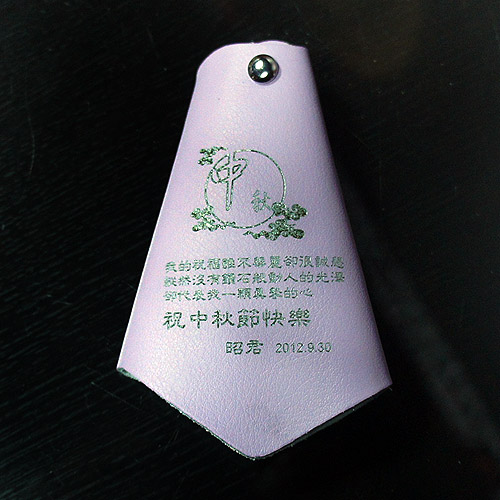 中秋
我的祝福雖不華麗卻很誠懇
縱然沒有鑽石般動人的光澤
卻代表我一顆真摯的心
祝中秋節快樂
昭君 2012.9.30